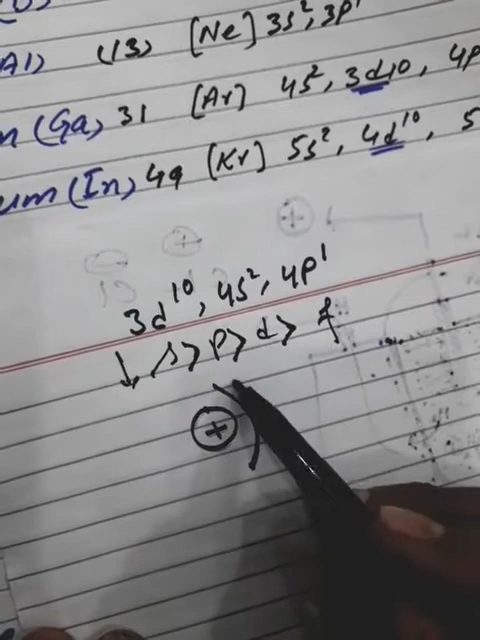 Al) (13) [Ne] 3s², 3p¹
(Ga) 31 [Ar] 4s², 3d10, 4p
um (In) 49 [Kr] 5s², 4d¹⁰, 5
3d¹⁰, 4s², 4p¹
↓ s > p > d > f
+